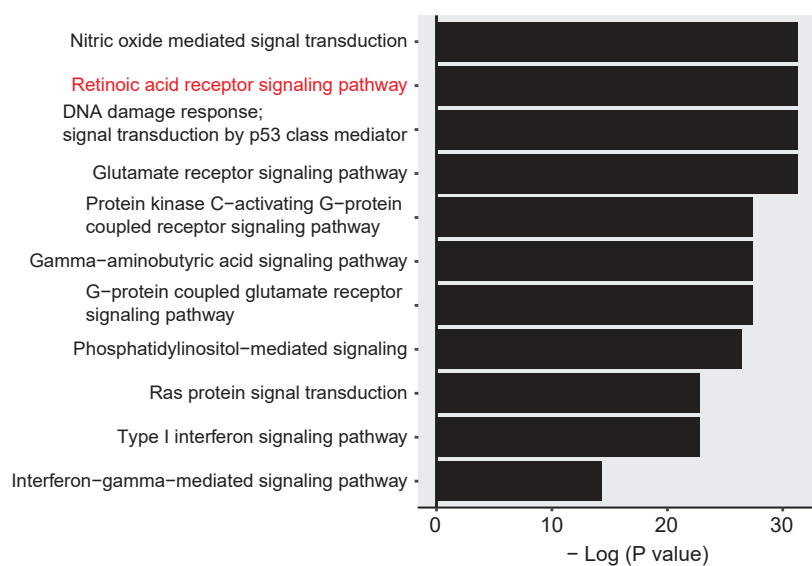 Nitric oxide mediated signal transduction
Retinoic acid receptor signaling pathway
DNA damage response;
signal transduction by p53 class mediator
Glutamate receptor signaling pathway
Protein kinase C−activating G−protein
coupled receptor signaling pathway
Gamma−aminobutyric acid signaling pathway
G−protein coupled glutamate receptor
signaling pathway
Phosphatidylinositol−mediated signaling
Ras protein signal transduction
Type I interferon signaling pathway
Interferon−gamma−mediated signaling pathway
0 10 20 30
− Log (P value)